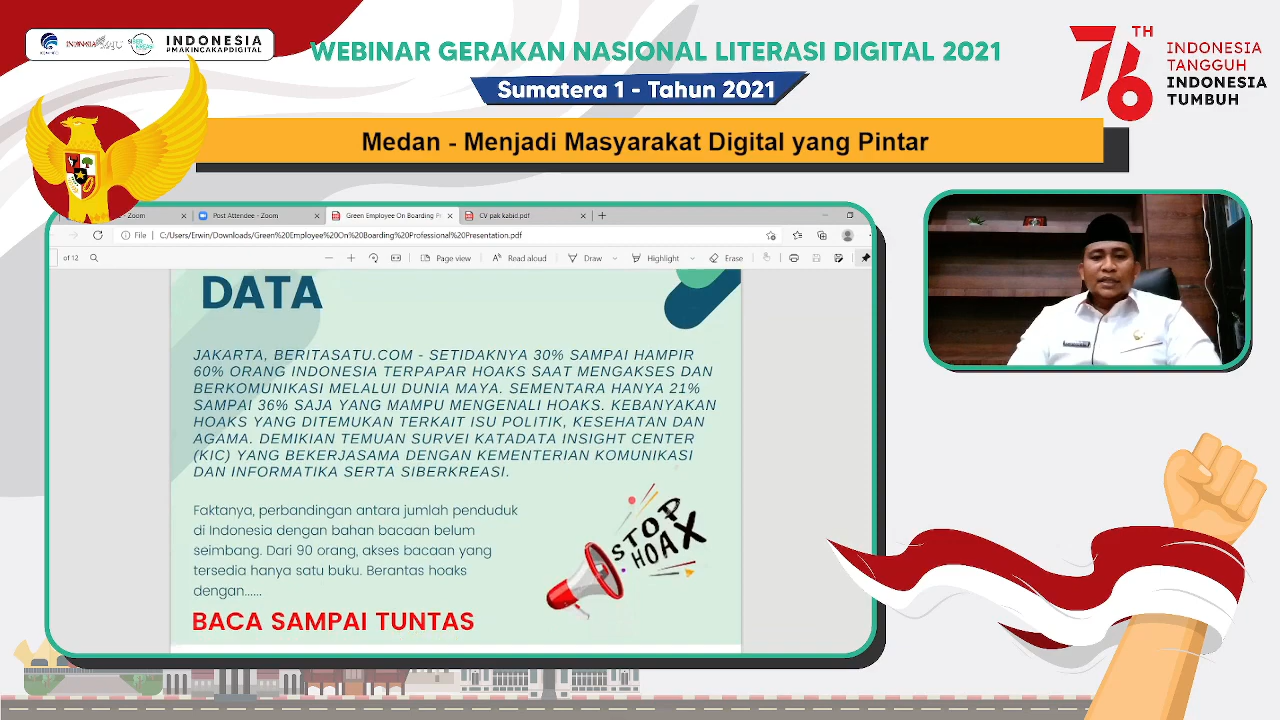 INDONESIA
#MAKINCAKAPDIGITAL
WEBINAR GERAKAN NASIONAL LITERASI DIGITAL 2021
Sumatera 1 - Tahun 2021
76TH
INDONESIA
TANGGUH
INDONESIA
TUMBUH
Medan - Menjadi Masyarakat Digital yang Pintar
Zoom
Post Attendee - Zoom
Green Employee On Boarding Pr
CV pak kabid.pdf
File
C:/Users/Erwin/Downloads/Green%20Employee%20On%20Boarding%20Professional%20Presentation.pdf
of 12
Page view
Read aloud
Draw
Highlight
Erase
DATA
JAKARTA, BERITASATU.COM - SETIDAKNYA 30% SAMPAI HAMPIR
60% ORANG INDONESIA TERPAPAR HOAKS SAAT MENGAKSES DAN
BERKOMUNIKASI MELALUI DUNIA MAYA. SEMENTARA HANYA 21%
SAMPAI 36% SAJA YANG MAMPU MENGENALI HOAKS. KEBANYAKAN
HOAKS YANG DITEMUKAN TERKAIT ISU POLITIK, KESEHATAN DAN
AGAMA. DEMIKIAN TEMUAN SURVEI KATADATA INSIGHT CENTER
(KIC) YANG BEKERJASAMA DENGAN KEMENTERIAN KOMUNIKASI
DAN INFORMATIKA SERTA SIBERKREASI.
Faktanya, perbandingan antara jumlah penduduk
di Indonesia dengan bahan bacaan belum
seimbang. Dari 90 orang, akses bacaan yang
tersedia hanya satu buku. Berantas hoaks
dengan......
BACA SAMPAI TUNTAS
STOP
HOAX